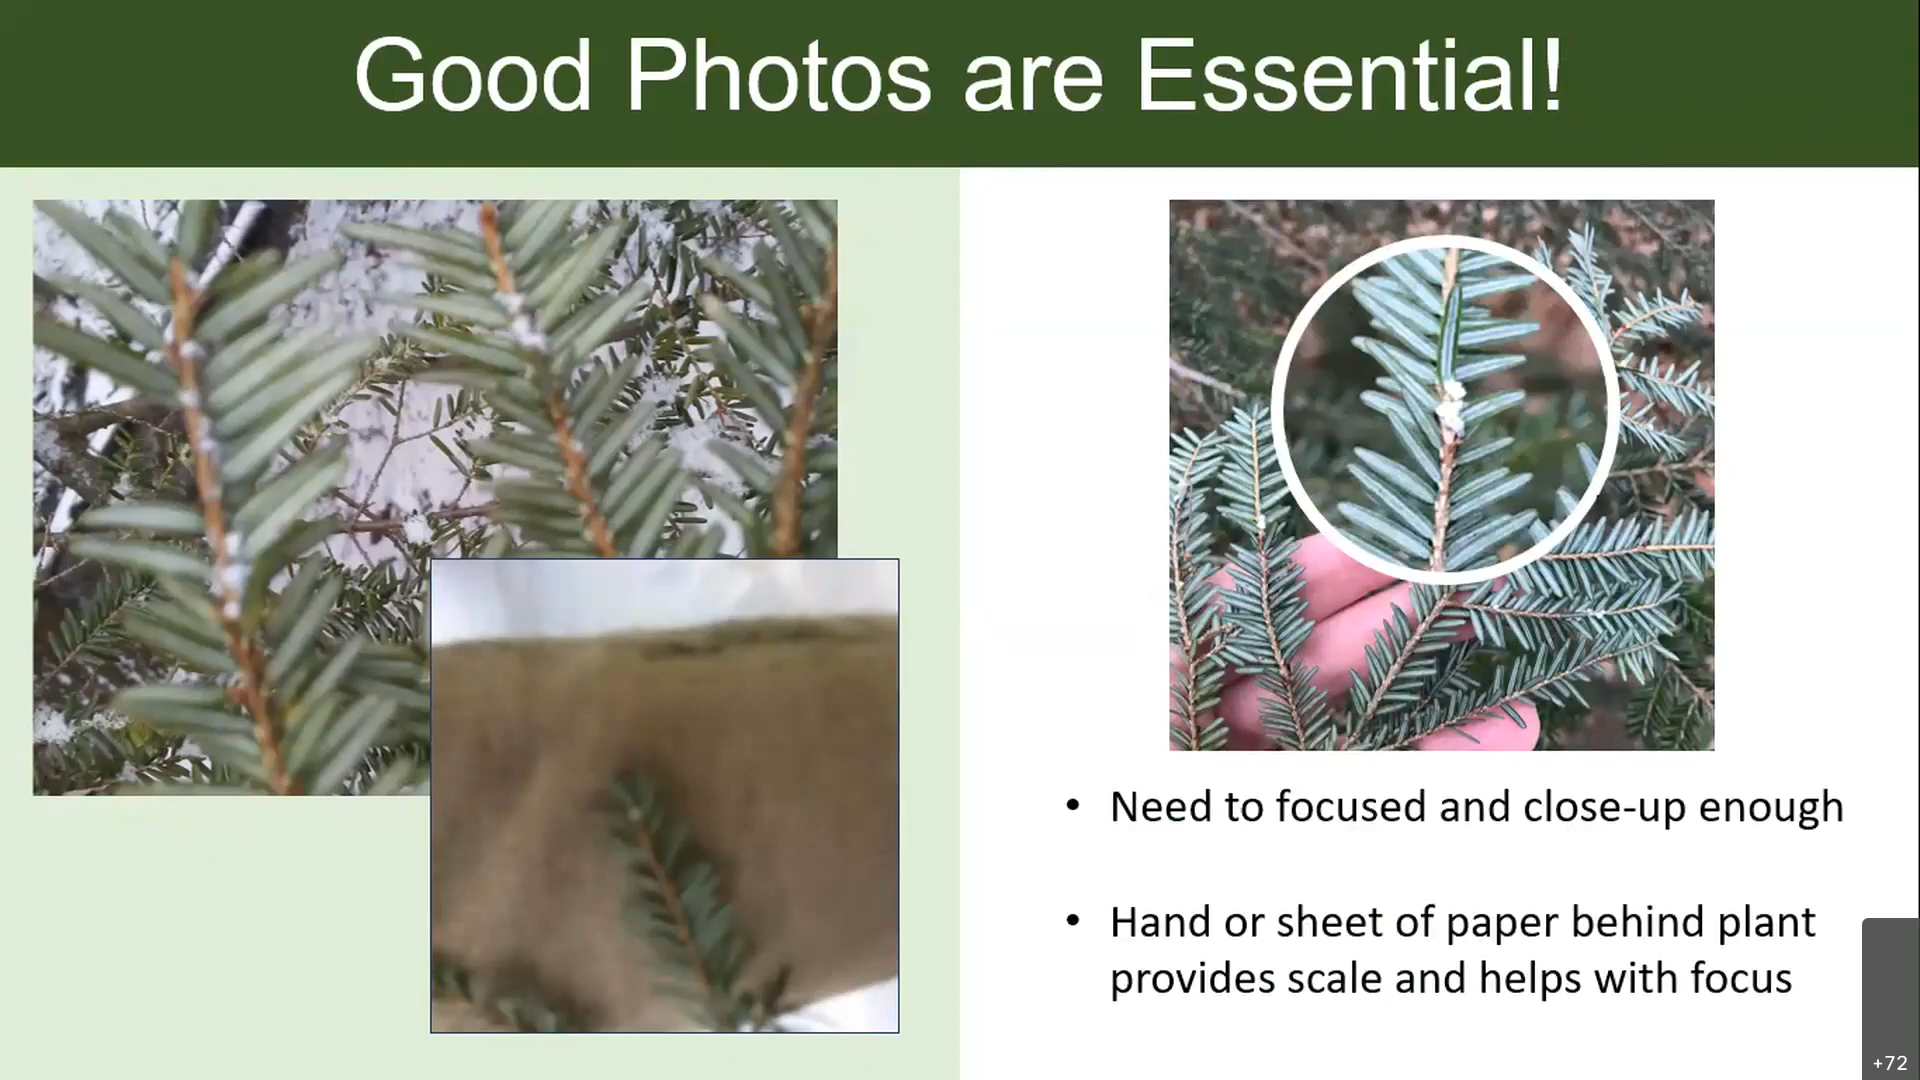 Good Photos are Essential!
• Need to focused and close-up enough
• Hand or sheet of paper behind plant
provides scale and helps with focus
+72